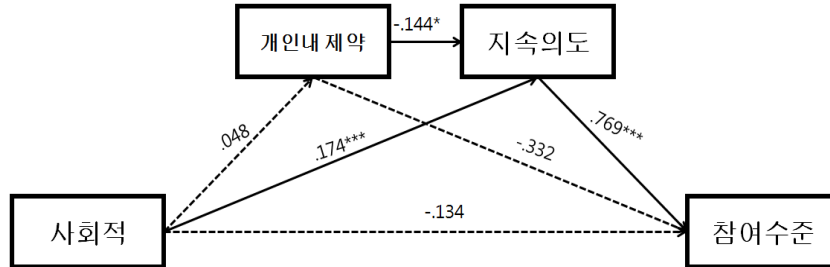 -.144*
개인내 제약
지속의도
.048
.174***
-.332
.769***
사회적
-.134
참여수준